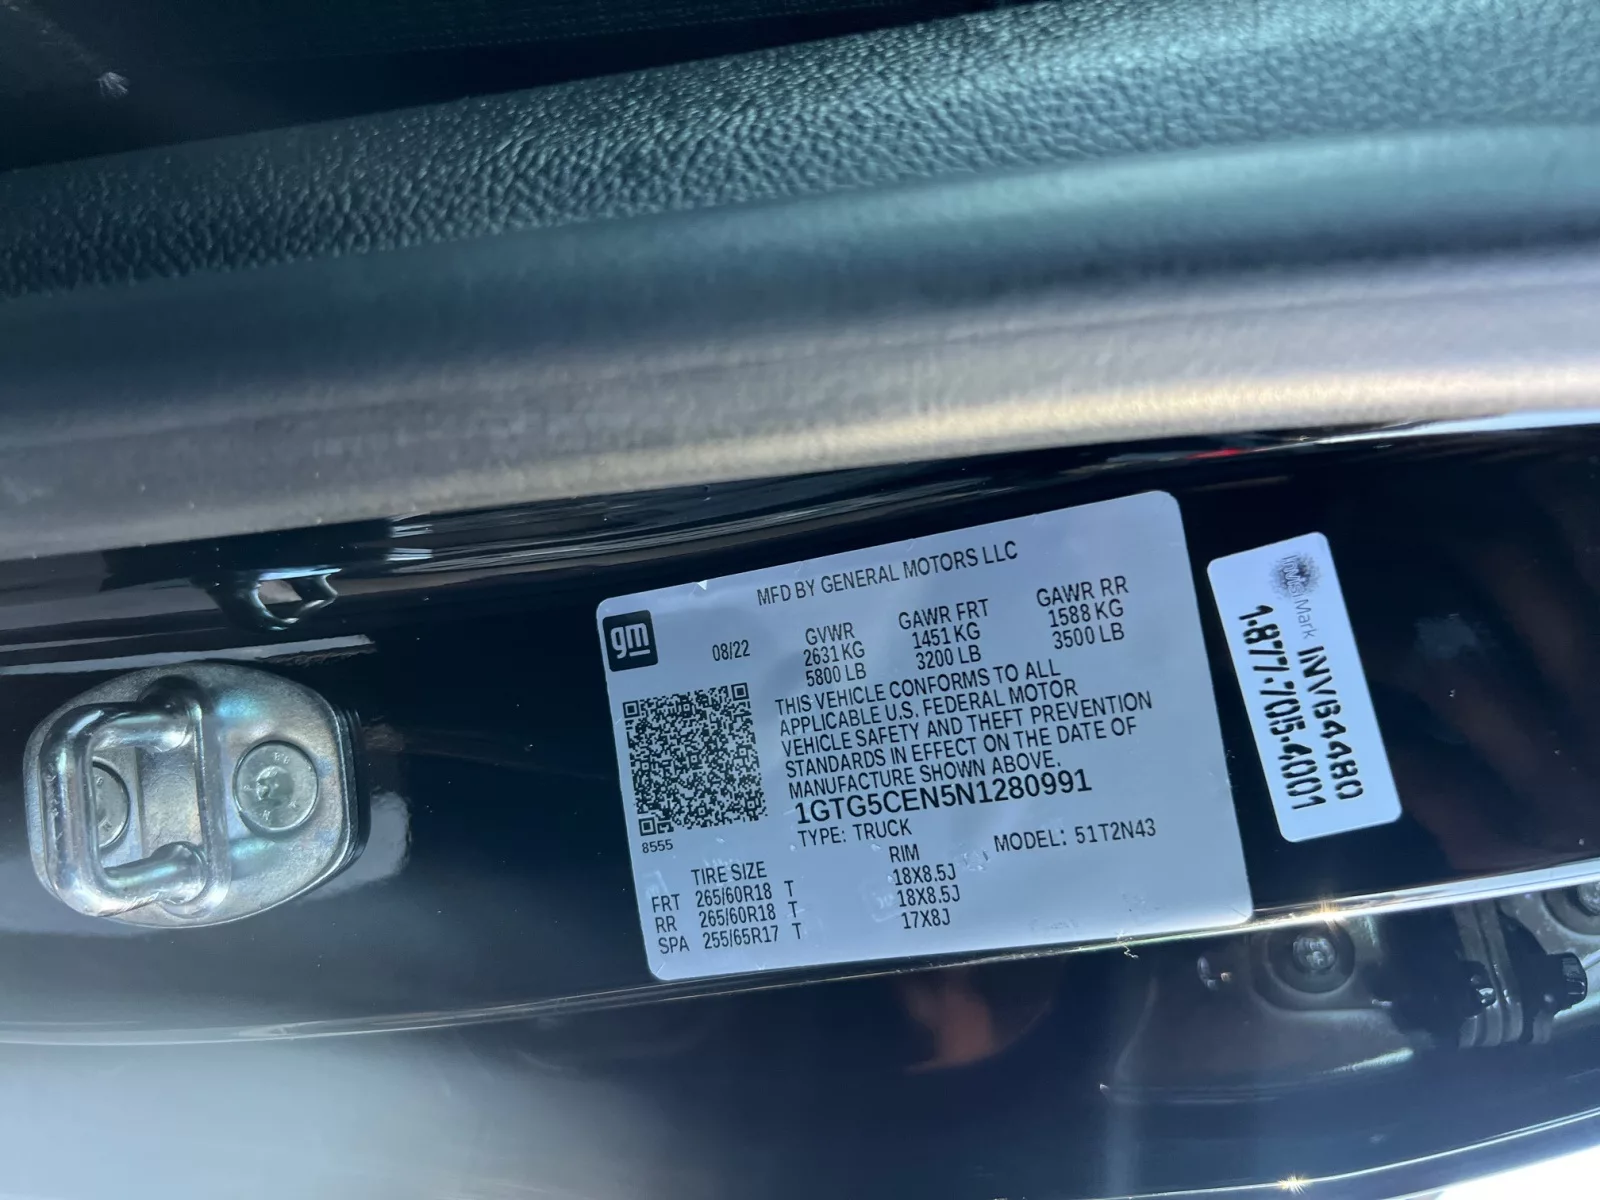 MFD BY GENERAL MOTORS LLC
gm
08/22
GVWR
2631 KG
5800 LB
GAWR FRT
1451 KG
3200 LB
GAWR RR
1588 KG
3500 LB
THIS VEHICLE CONFORMS TO ALL
APPLICABLE U.S. FEDERAL MOTOR
VEHICLE SAFETY AND THEFT PREVENTION
STANDARDS IN EFFECT ON THE DATE OF
MANUFACTURE SHOWN ABOVE.
1GTG5CEN5N1280991
8555
TYPE: TRUCK
MODEL: 51T2N43
TIRE SIZE RIM
FRT 265/60R18 T 18X8.5J
RR 265/60R18 T 18X8.5J
SPA 255/65R17 T 17X8J
Mark INV64480
1-877-705-4001